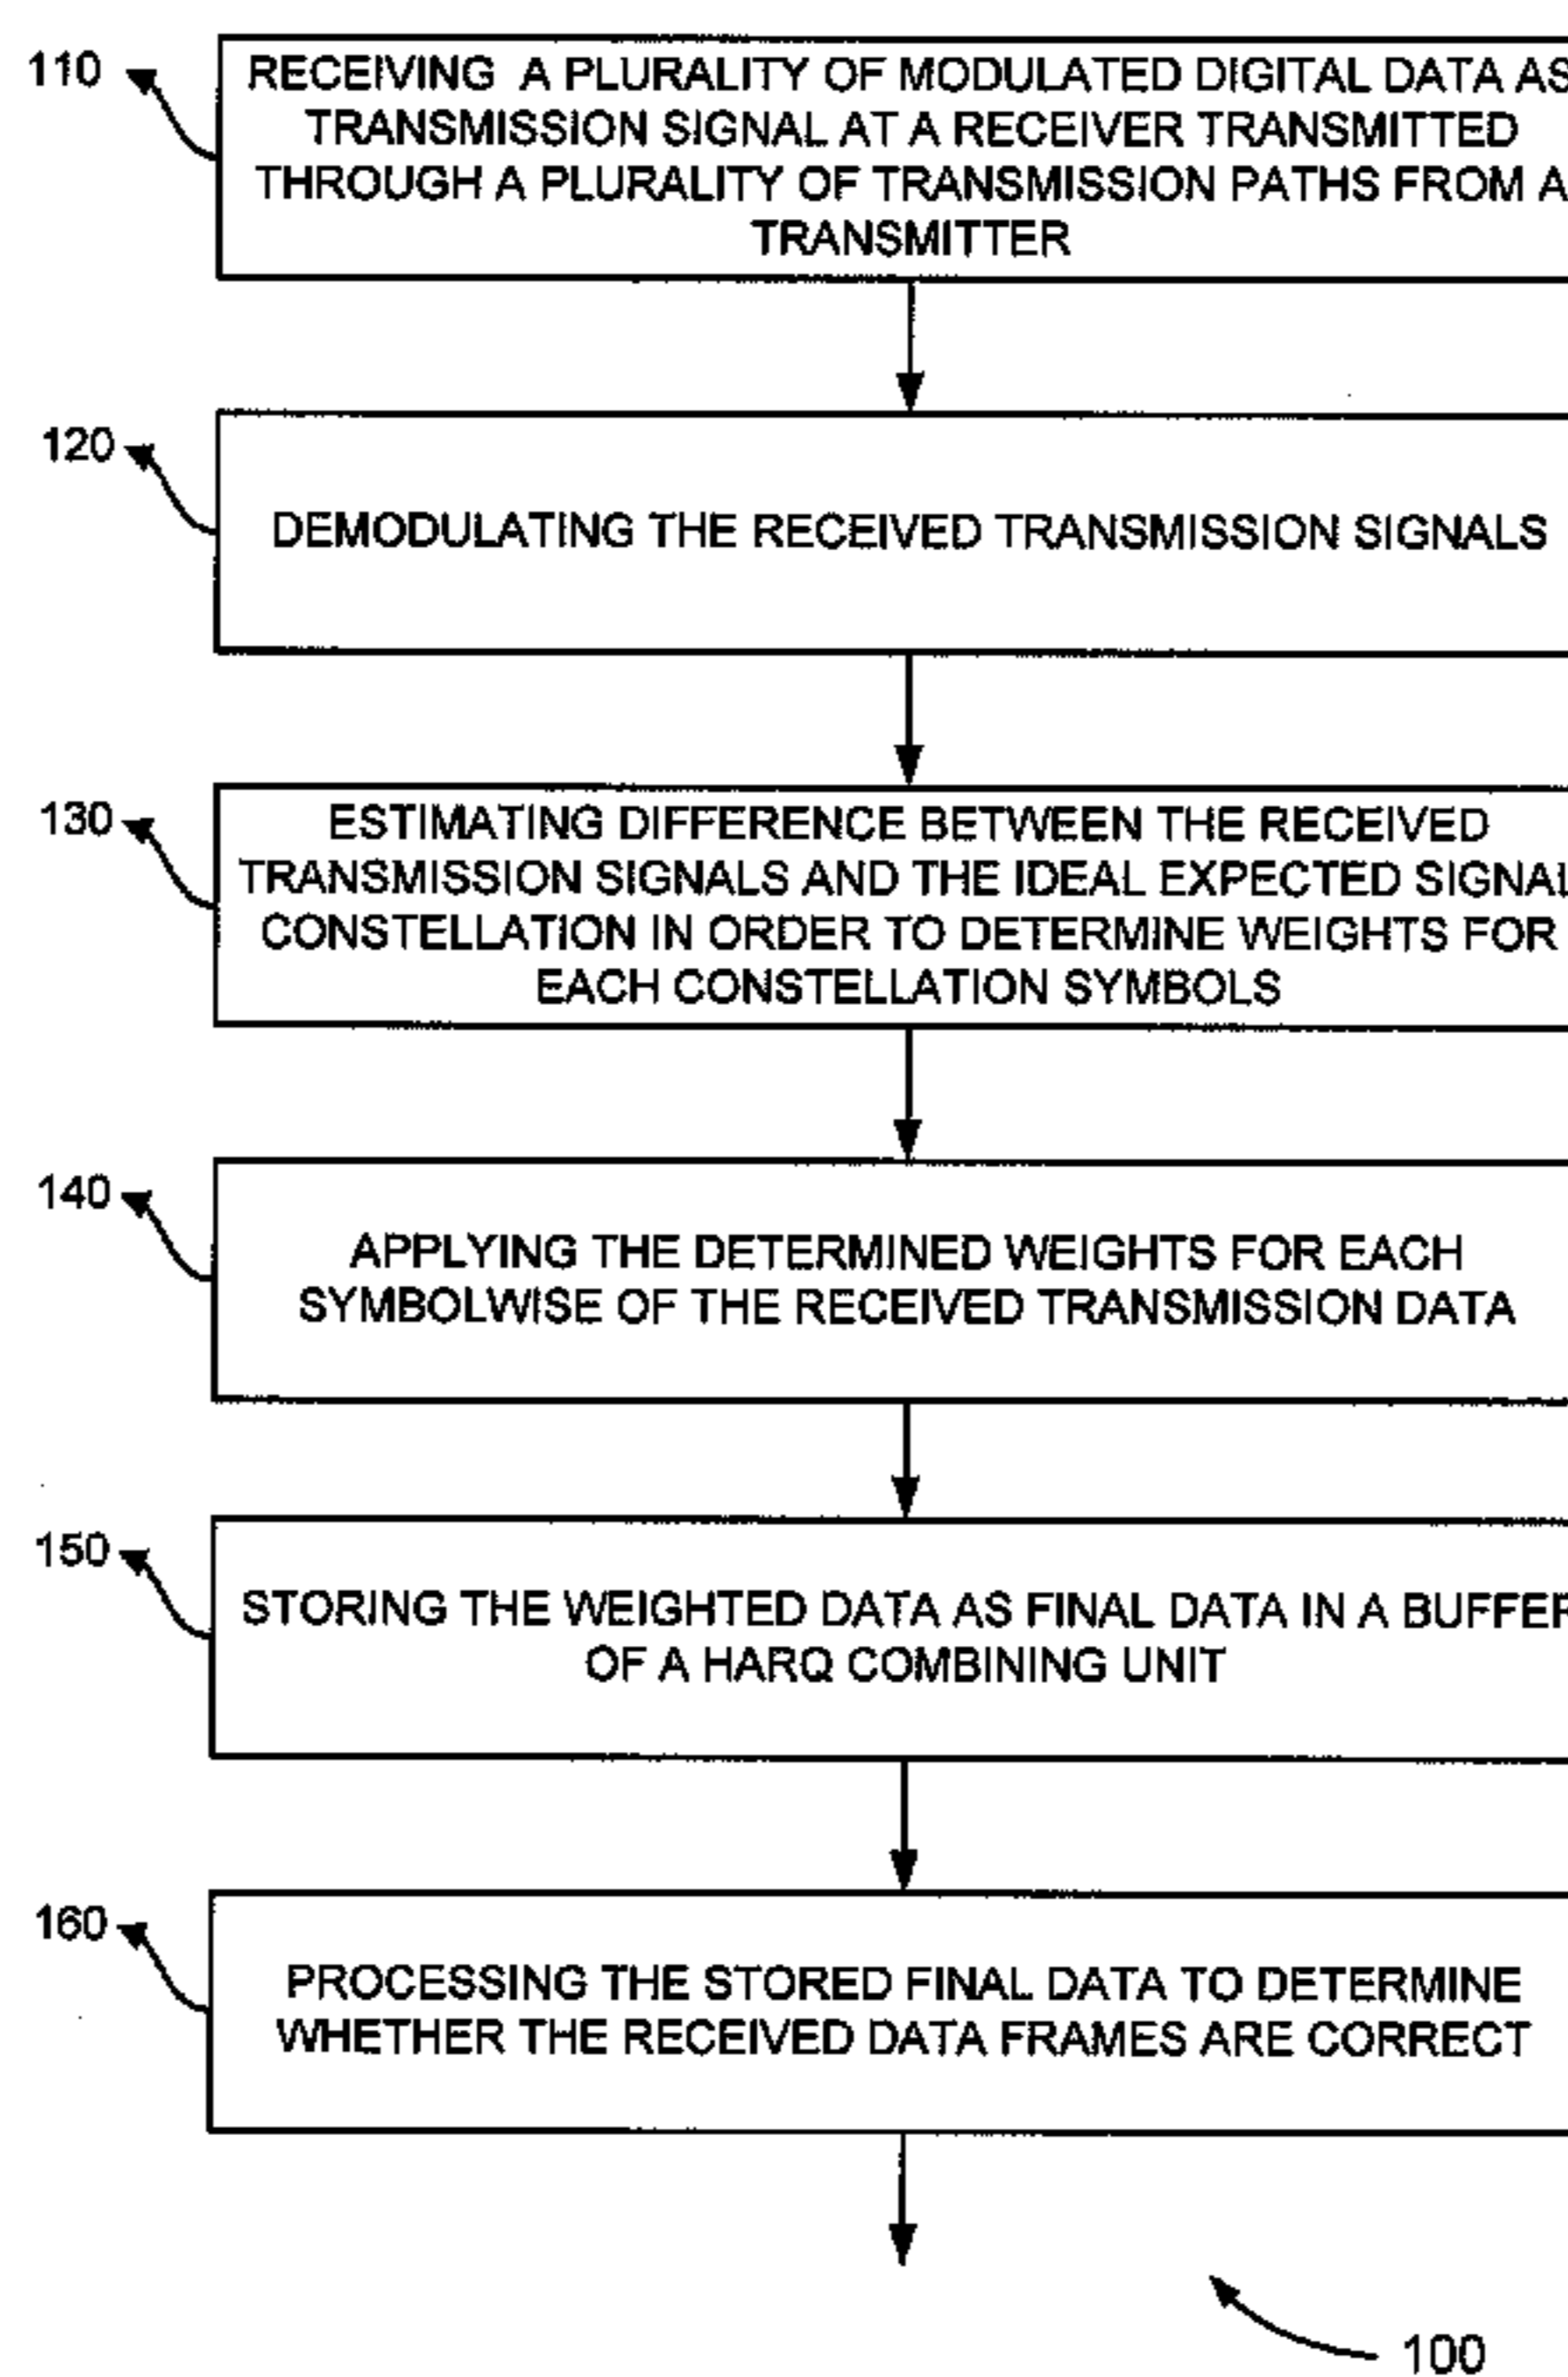 110
RECEIVING A PLURALITY OF MODULATED DIGITAL DATA AS
TRANSMISSION SIGNAL AT A RECEIVER TRANSMITTED
THROUGH A PLURALITY OF TRANSMISSION PATHS FROM A
TRANSMITTER
120
DEMODULATING THE RECEIVED TRANSMISSION SIGNALS
130
ESTIMATING DIFFERENCE BETWEEN THE RECEIVED
TRANSMISSION SIGNALS AND THE IDEAL EXPECTED SIGNAL
CONSTELLATION IN ORDER TO DETERMINE WEIGHTS FOR
EACH CONSTELLATION SYMBOLS
140
APPLYING THE DETERMINED WEIGHTS FOR EACH
SYMBOLWISE OF THE RECEIVED TRANSMISSION DATA
150
STORING THE WEIGHTED DATA AS FINAL DATA IN A BUFFER
OF A HARQ COMBINING UNIT
160
PROCESSING THE STORED FINAL DATA TO DETERMINE
WHETHER THE RECEIVED DATA FRAMES ARE CORRECT
100